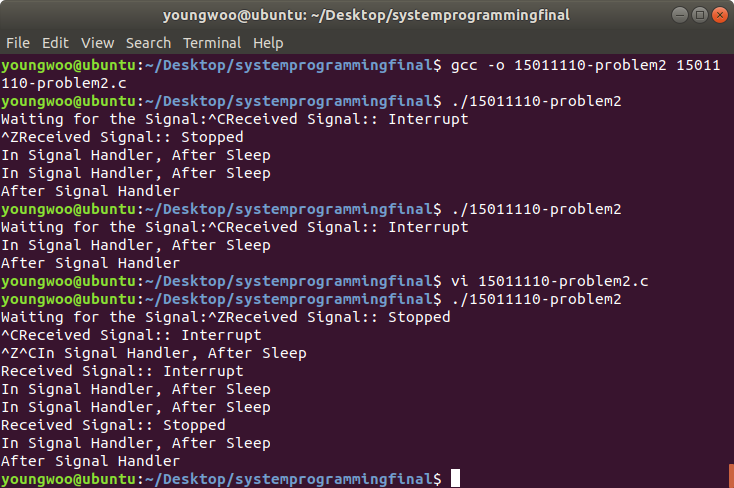 youngwoo@ubuntu: ~/Desktop/systemprogrammingfinal
File Edit View Search Terminal Help
youngwoo@ubuntu:~/Desktop/systemprogrammingfinal$ gcc -o 15011110-problem2 15011
110-problem2.c
youngwoo@ubuntu:~/Desktop/systemprogrammingfinal$ ./15011110-problem2
Waiting for the Signal:^CReceived Signal:: Interrupt
^ZReceived Signal:: Stopped
In Signal Handler, After Sleep
In Signal Handler, After Sleep
After Signal Handler
youngwoo@ubuntu:~/Desktop/systemprogrammingfinal$ ./15011110-problem2
Waiting for the Signal:^CReceived Signal:: Interrupt
In Signal Handler, After Sleep
After Signal Handler
youngwoo@ubuntu:~/Desktop/systemprogrammingfinal$ vi 15011110-problem2.c
youngwoo@ubuntu:~/Desktop/systemprogrammingfinal$ ./15011110-problem2
Waiting for the Signal:^ZReceived Signal:: Stopped
^CReceived Signal:: Interrupt
^Z^CIn Signal Handler, After Sleep
Received Signal:: Interrupt
In Signal Handler, After Sleep
In Signal Handler, After Sleep
Received Signal:: Stopped
In Signal Handler, After Sleep
After Signal Handler
youngwoo@ubuntu:~/Desktop/systemprogrammingfinal$